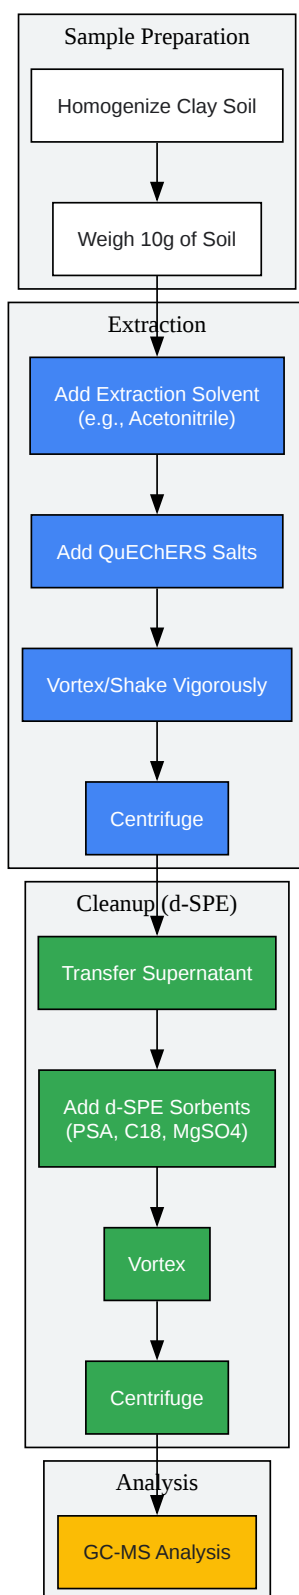 Sample Preparation
Homogenize Clay Soil
Weigh 10g of Soil
Extraction
Add Extraction Solvent
(e.g., Acetonitrile)
Add QuEChERS Salts
Vortex/Shake Vigorously
Centrifuge
Cleanup (d-SPE)
Transfer Supernatant
Add d-SPE Sorbents
(PSA, C18, MgSO4)
Vortex
Centrifuge
Analysis
GC-MS Analysis